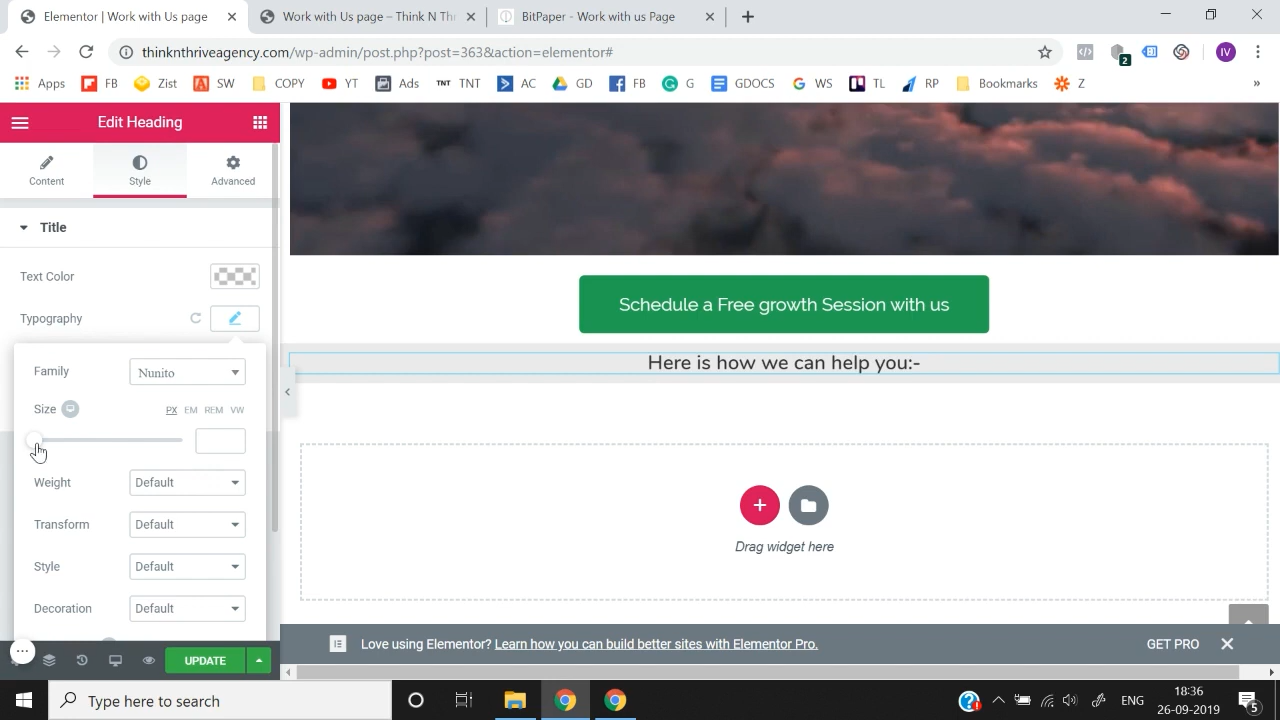 Elementor | Work with Us page
Work with Us page – Think N Thr
BitPaper - Work with us Page
thinknthriveagency.com/wp-admin/post.php?post=363&action=elementor#
2
IV
Apps
FB
Zist
SW
COPY
YT
Ads
TNT
TNT
AC
GD
FB
G
GDOCS
WS
TL
RP
Bookmarks
Z
»
Edit Heading
Content
Style
Advanced
Title
Text Color
Typography
Family
Nunito
Size
PX
EM
REM
VW
Weight
Default
Transform
Default
Style
Default
Decoration
Default
UPDATE
Schedule a Free growth Session with us
Here is how we can help you:-
Drag widget here
Love using Elementor? Learn how you can build better sites with Elementor Pro.
GET PRO
Type here to search
ENG
18:36
26-09-2019
5